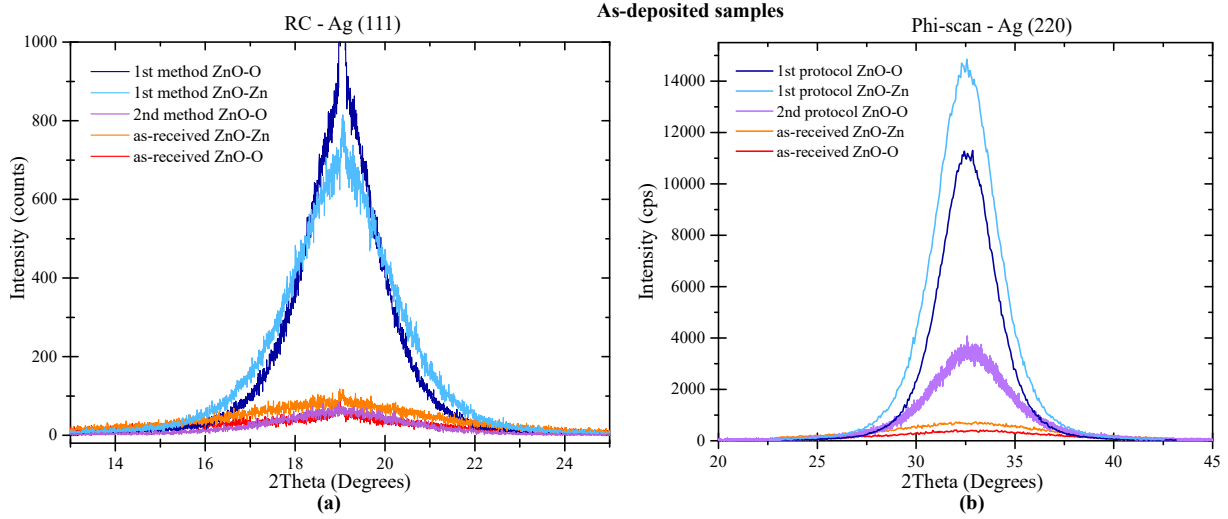 As-deposited samples
RC - Ag (111)
1000
800
600
400
200
0
Intensity (counts)
1st method ZnO-O
1st method ZnO-Zn
2nd method ZnO-O
as-received ZnO-Zn
as-received ZnO-O
14 16 18 20 22 24
2Theta (Degrees)
(a)
Phi-scan - Ag (220)
14000
12000
10000
8000
6000
4000
2000
0
Intensity (cps)
1st protocol ZnO-O
1st protocol ZnO-Zn
2nd protocol ZnO-O
as-received ZnO-Zn
as-received ZnO-O
20 25 30 35 40 45
2Theta (Degrees)
(b)